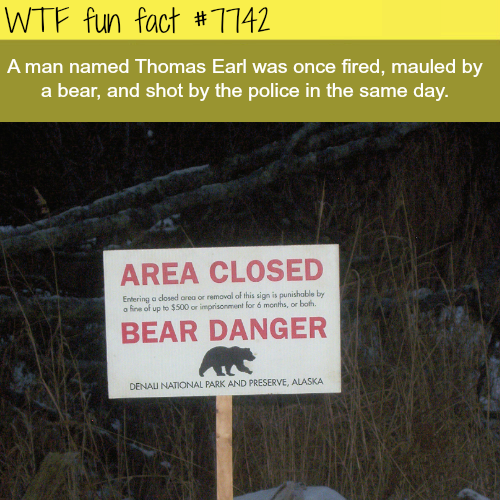 WTF fun fact #7742
A man named Thomas Earl was once fired, mauled by
a bear, and shot by the police in the same day.
AREA CLOSED
Entering a closed area or removal of this sign is punishable by
a fine of up to $500 or imprisonment for 6 months, or both.
BEAR DANGER
DENALI NATIONAL PARK AND PRESERVE, ALASKA